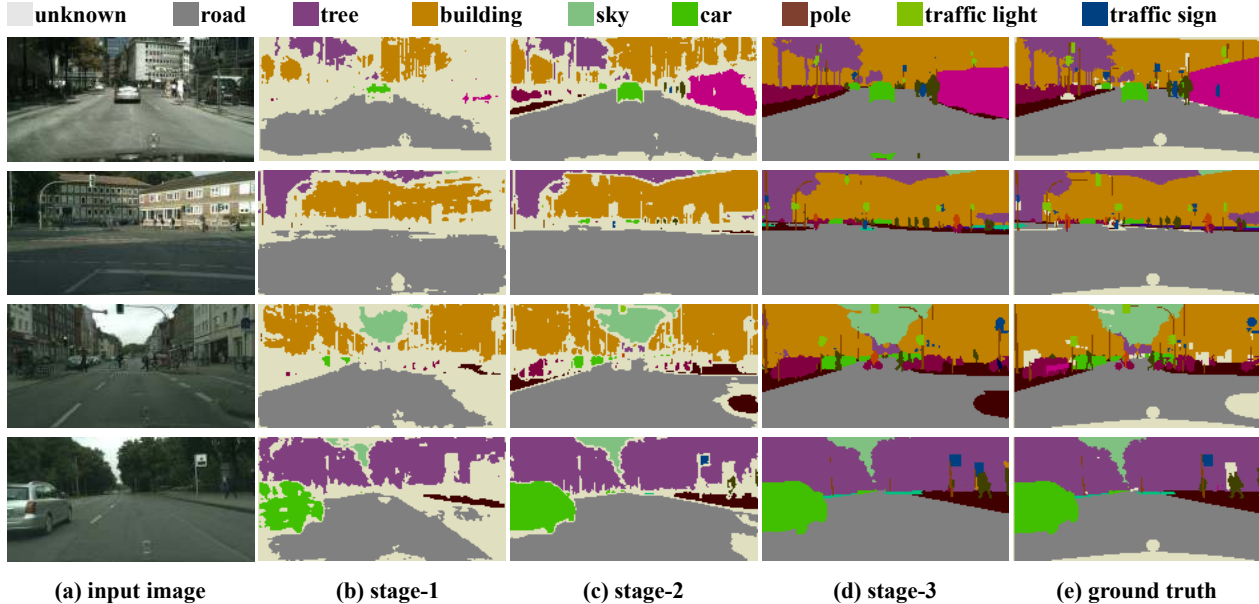 unknown road tree building sky car pole traffic light traffic sign
(a) input image (b) stage-1 (c) stage-2 (d) stage-3 (e) ground truth